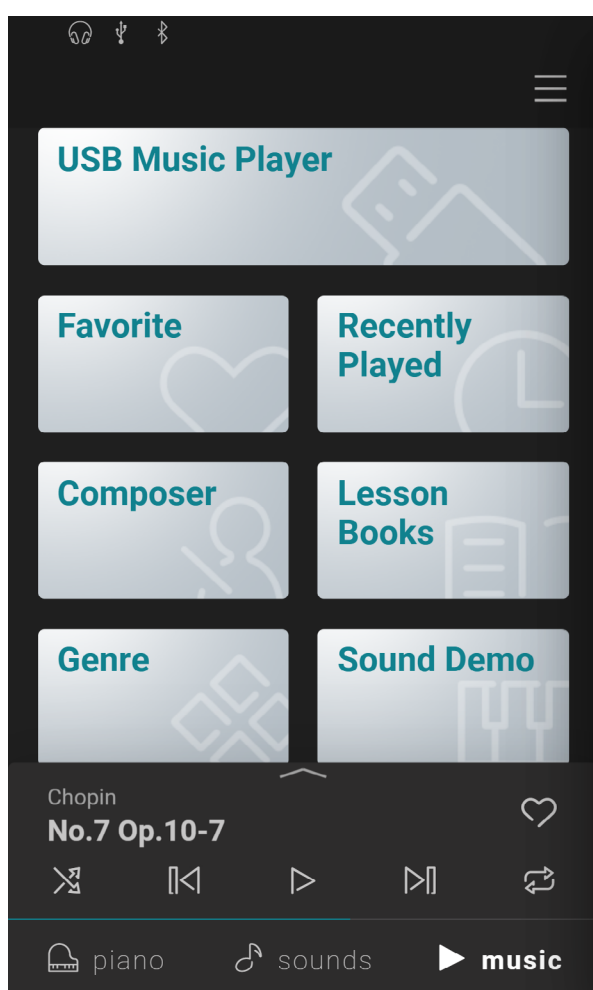 USB Music Player
Favorite
Recently
Played
Composer
Lesson
Books
Genre
Sound Demo
Chopin
No.7 Op.10-7
piano
sounds
music